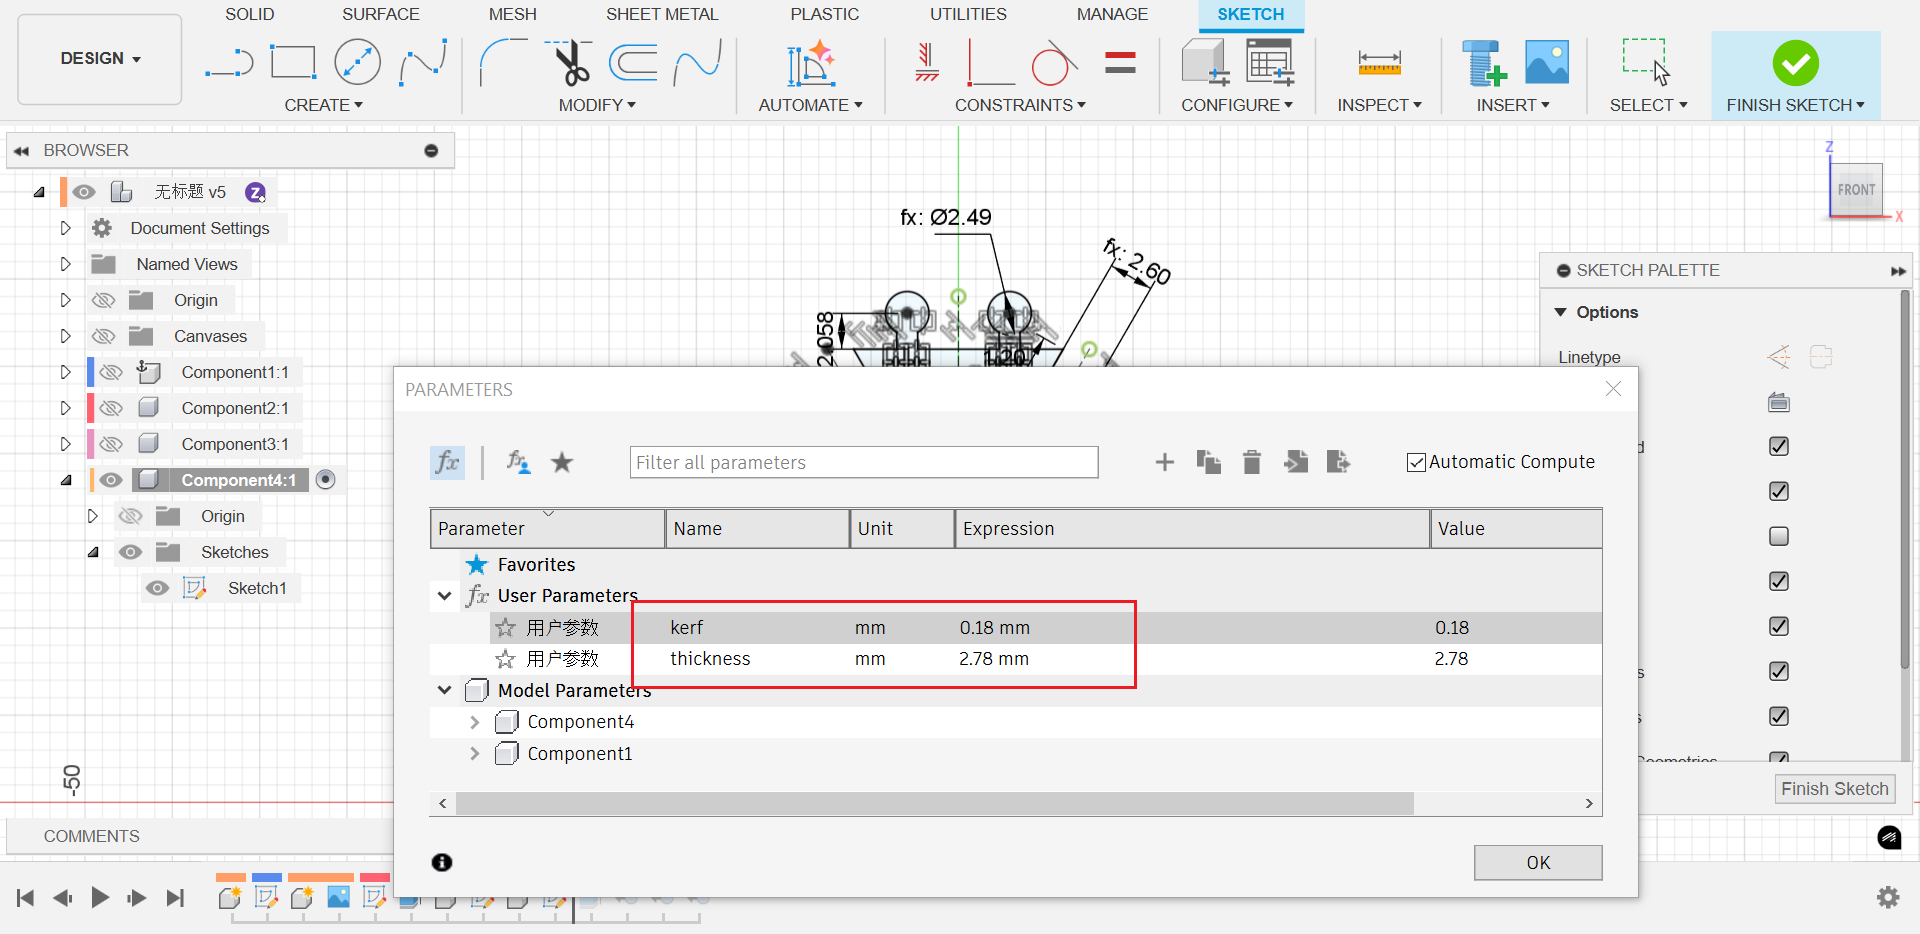 SOLID SURFACE MESH SHEET METAL PLASTIC UTILITIES MANAGE SKETCH
DESIGN
CREATE MODIFY AUTOMATE CONSTRAINTS CONFIGURE INSPECT INSERT SELECT FINISH SKETCH
BROWSER
无标题 v5
Document Settings
Named Views
Origin
Canvases
Component1:1
Component2:1
Component3:1
Component4:1
Origin
Sketches
Sketch1
fx: Ø2.49
fx: 2.60
2.058
1.20
-50
Z
FRONT
X
SKETCH PALETTE
Options
Linetype
Finish Sketch
PARAMETERS
fx
Filter all parameters
Automatic Compute
Parameter Name Unit Expression Value
Favorites
fx User Parameters
用户参数 kerf mm 0.18 mm 0.18
用户参数 thickness mm 2.78 mm 2.78
Model Parameters
Component4
Component1
OK
COMMENTS